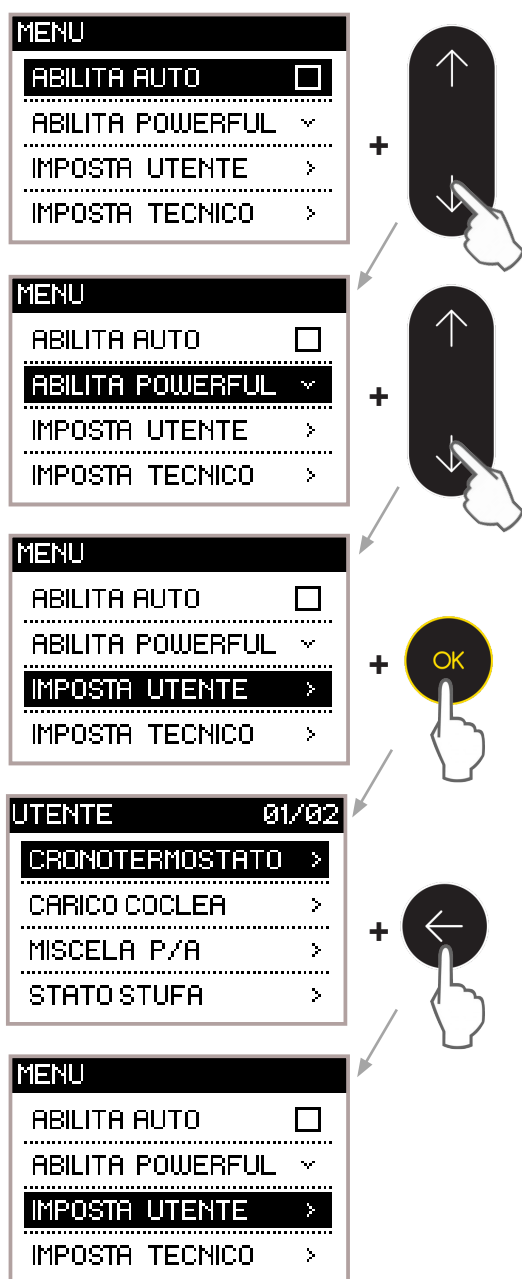 MENU
ABILITA AUTO
ABILITA POWERFUL
IMPOSTA UTENTE >
IMPOSTA TECNICO >
+
MENU
ABILITA AUTO
ABILITA POWERFUL
IMPOSTA UTENTE >
IMPOSTA TECNICO >
+
MENU
ABILITA AUTO
ABILITA POWERFUL
IMPOSTA UTENTE >
IMPOSTA TECNICO >
+
OK
UTENTE 01/02
CRONOTERMOSTATO >
CARICO COCLEA >
MISCELA P/A >
STATO STUFA >
+
MENU
ABILITA AUTO
ABILITA POWERFUL
IMPOSTA UTENTE >
IMPOSTA TECNICO >